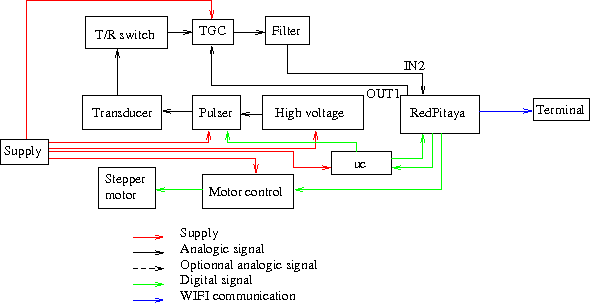 T/R switch
TGC
Filter
IN2
OUT1
Transducer
Pulser
High voltage
RedPitaya
Terminal
Supply
uc
Stepper
motor
Motor control
Supply
Analogic signal
Optionnal analogic signal
Digital signal
WIFI communication